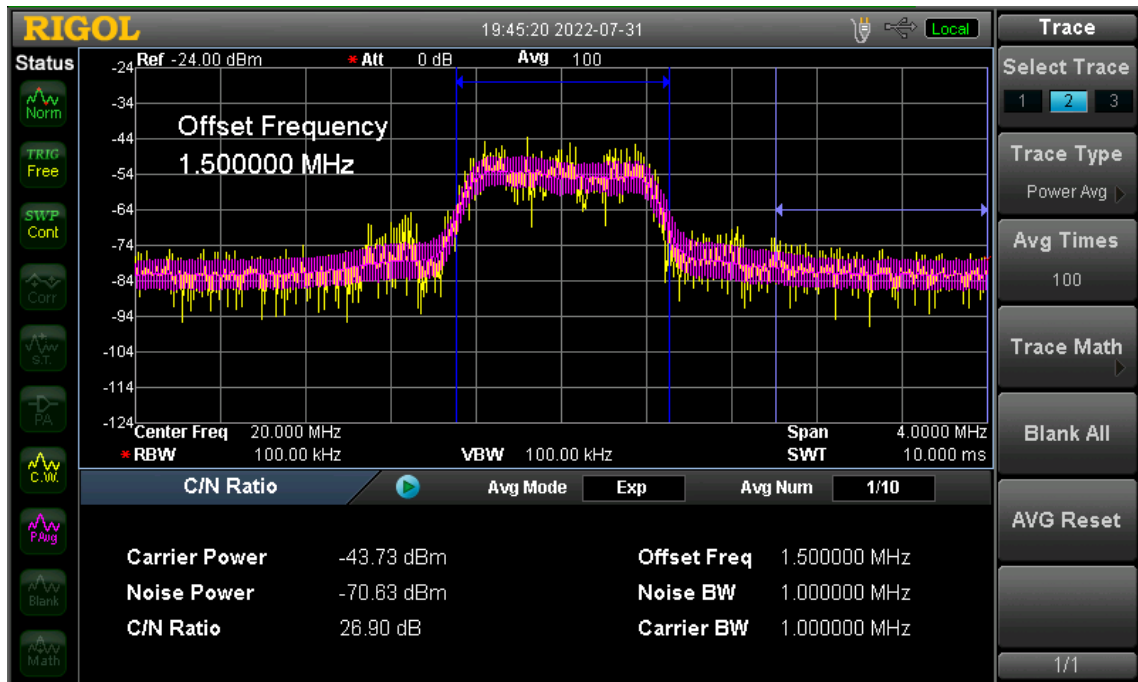 RIGOL
19:45:20 2022-07-31
Local
Trace
Status
Ref -24.00 dBm * Att 0 dB Avg 100
Select Trace
1 2 3
Norm
Offset Frequency
1.500000 MHz
TRIG
Free
Trace Type
Power Avg
SWP
Cont
Avg Times
100
Corr
S.T.
Trace Math
PA
-24
-34
-44
-54
-64
-74
-84
-94
-104
-114
-124
Center Freq 20.000 MHz Span 4.0000 MHz
* RBW 100.00 kHz VBW 100.00 kHz SWT 10.000 ms
Blank All
C.W.
C/N Ratio Avg Mode Exp Avg Num 1/10
P.Avg
AVG Reset
Carrier Power -43.73 dBm Offset Freq 1.500000 MHz
Noise Power -70.63 dBm Noise BW 1.000000 MHz
C/N Ratio 26.90 dB Carrier BW 1.000000 MHz
Blank
Math
1/1